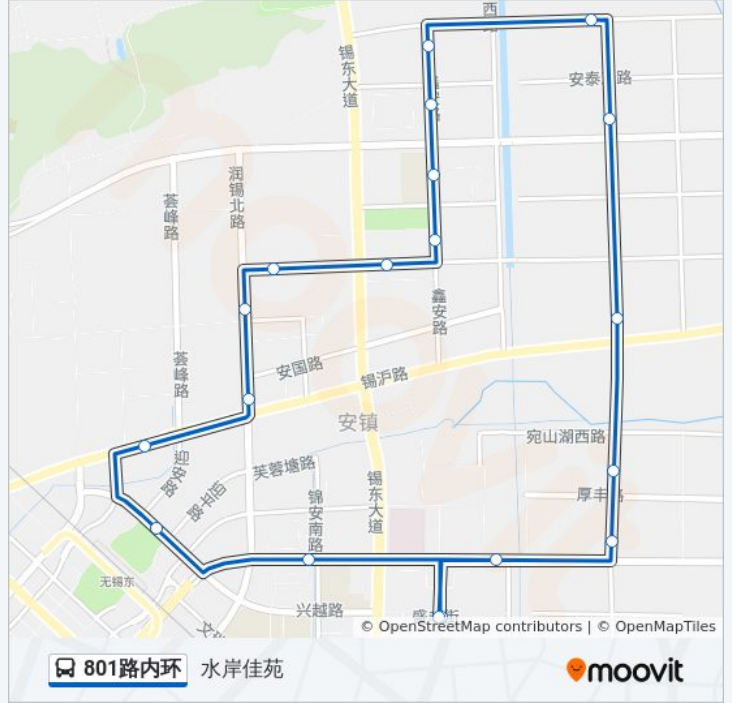 西
锡东大道
安泰 路
润锡北路
荟峰路
鑫安路
荟峰路
安国路
锡沪路
安镇
宛山湖西路
迎安路
芙蓉塘路
锡东大道
厚丰 路
锦安南路
无锡东
兴越路
© OpenStreetMap contributors | © OpenMapTiles
801路内环 水岸佳苑
moovit